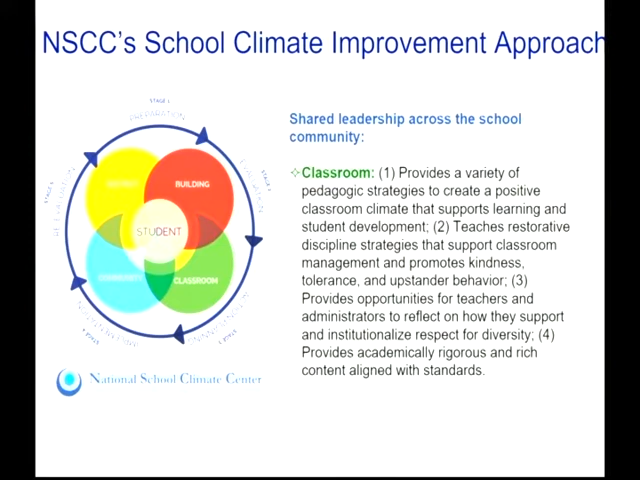 NSCC's School Climate Improvement Approach
Shared leadership across the school
community:
Classroom: (1) Provides a variety of
pedagogic strategies to create a positive
classroom climate that supports learning and
student development; (2) Teaches restorative
discipline strategies that support classroom
management and promotes kindness,
tolerance, and upstander behavior; (3)
Provides opportunities for teachers and
administrators to reflect on how they support
and institutionalize respect for diversity; (4)
Provides academically rigorous and rich
content aligned with standards.
PREPARATION
BUILDING
STUDENT
CLASSROOM
National School Climate Center